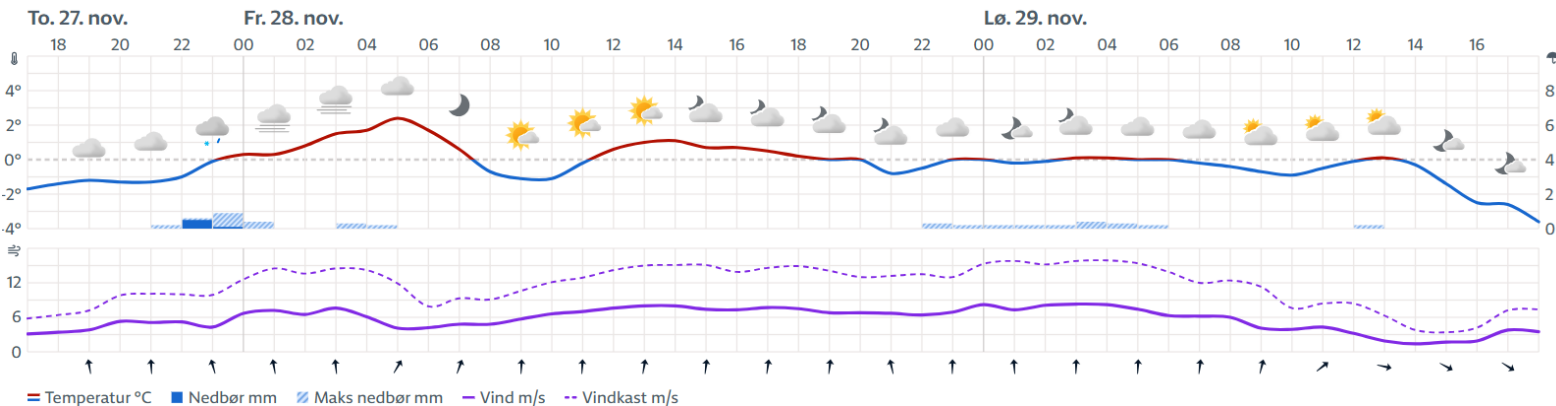 To. 27. nov. Fr. 28. nov. Lø. 29. nov.
18 20 22 00 02 04 06 08 10 12 14 16 18 20 22 00 02 04 06 08 10 12 14 16
4° 8
2° 6
0° 4
-2° 2
-4° 0
12
6
0
Temperatur °C Nedbør mm Maks nedbør mm Vind m/s Vindkast m/s